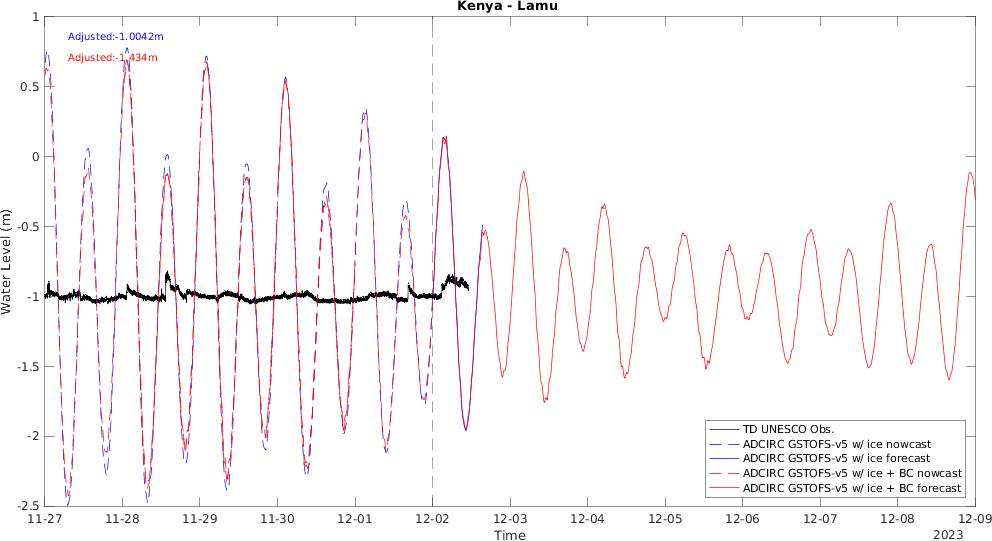 Kenya - Lamu
Adjusted:-1.0042m
Adjusted:-1.434m
Water Level (m)
1
0.5
0
-0.5
-1
-1.5
-2
-2.5
11-27 11-28 11-29 11-30 12-01 12-02 12-03 12-04 12-05 12-06 12-07 12-08 12-09
Time
2023
TD UNESCO Obs.
ADCIRC GSTOFS-v5 w/ ice nowcast
ADCIRC GSTOFS-v5 w/ ice forecast
ADCIRC GSTOFS-v5 w/ ice + BC nowcast
ADCIRC GSTOFS-v5 w/ ice + BC forecast